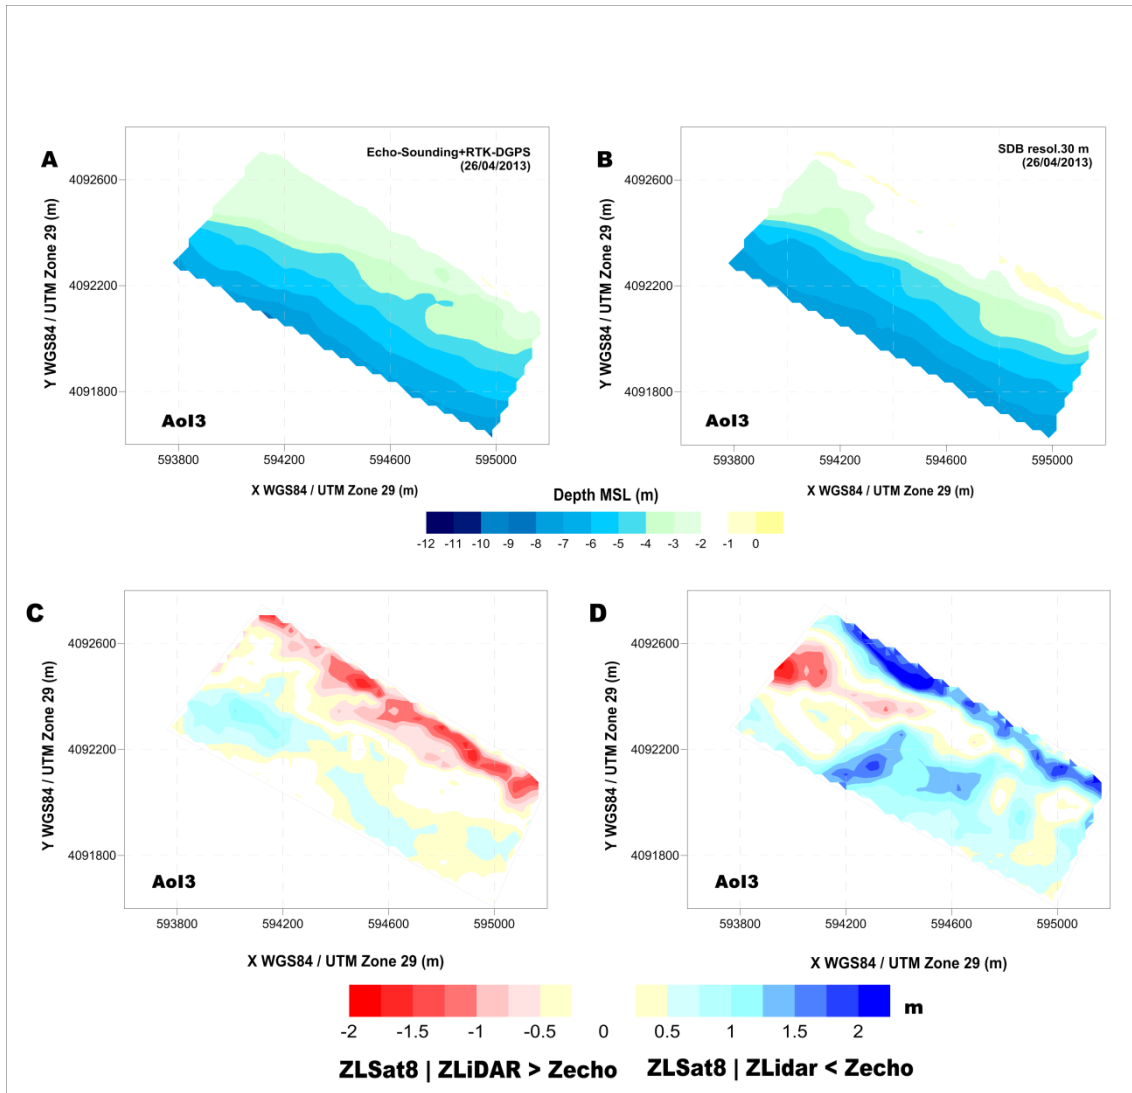 A
Echo-Sounding+RTK-DGPS
(26/04/2013)
Y WGS84 / UTM Zone 29 (m)
4092600
4092200
4091800
AoI3
593800 594200 594600 595000
X WGS84 / UTM Zone 29 (m)
B
SDB resol.30 m
(26/04/2013)
Y WGS84 / UTM Zone 29 (m)
4092600
4092200
4091800
AoI3
593800 594200 594600 595000
X WGS84 / UTM Zone 29 (m)
Depth MSL (m)
-12 -11 -10 -9 -8 -7 -6 -5 -4 -3 -2 -1 0
C
Y WGS84 / UTM Zone 29 (m)
4092600
4092200
4091800
AoI3
593800 594200 594600 595000
X WGS84 / UTM Zone 29 (m)
D
Y WGS84 / UTM Zone 29 (m)
4092600
4092200
4091800
AoI3
593800 594200 594600 595000
X WGS84 / UTM Zone 29 (m)
m
-2 -1.5 -1 -0.5 0 0.5 1 1.5 2
ZLSat8 | ZLiDAR > Zecho ZLSat8 | ZLidar < Zecho